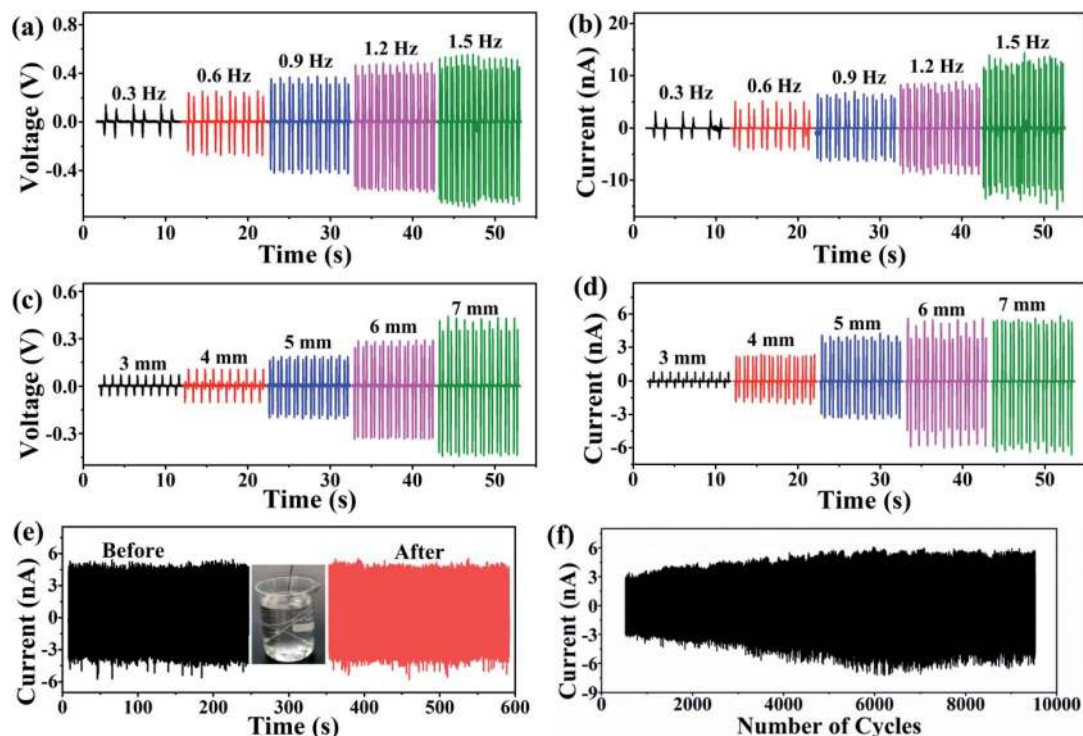 (a)
0.8
0.4
0.0
-0.4
-0.8
Voltage (V)
0.3 Hz
0.6 Hz
0.9 Hz
1.2 Hz
1.5 Hz
0 10 20 30 40 50
Time (s)
(b)
20
10
0
-10
Current (nA)
0.3 Hz
0.6 Hz
0.9 Hz
1.2 Hz
1.5 Hz
0 10 20 30 40 50
Time (s)
(c)
0.6
0.3
0.0
-0.3
Voltage (V)
3 mm
4 mm
5 mm
6 mm
7 mm
0 10 20 30 40 50
Time (s)
(d)
6
3
0
-3
-6
Current (nA)
3 mm
4 mm
5 mm
6 mm
7 mm
0 10 20 30 40 50
Time (s)
(e)
9
6
3
0
-3
-6
Current (nA)
Before
After
0 100 200 300 400 500 600
Time (s)
(f)
9
6
3
0
-3
-6
-9
Current (nA)
2000 4000 6000 8000 10000
Number of Cycles